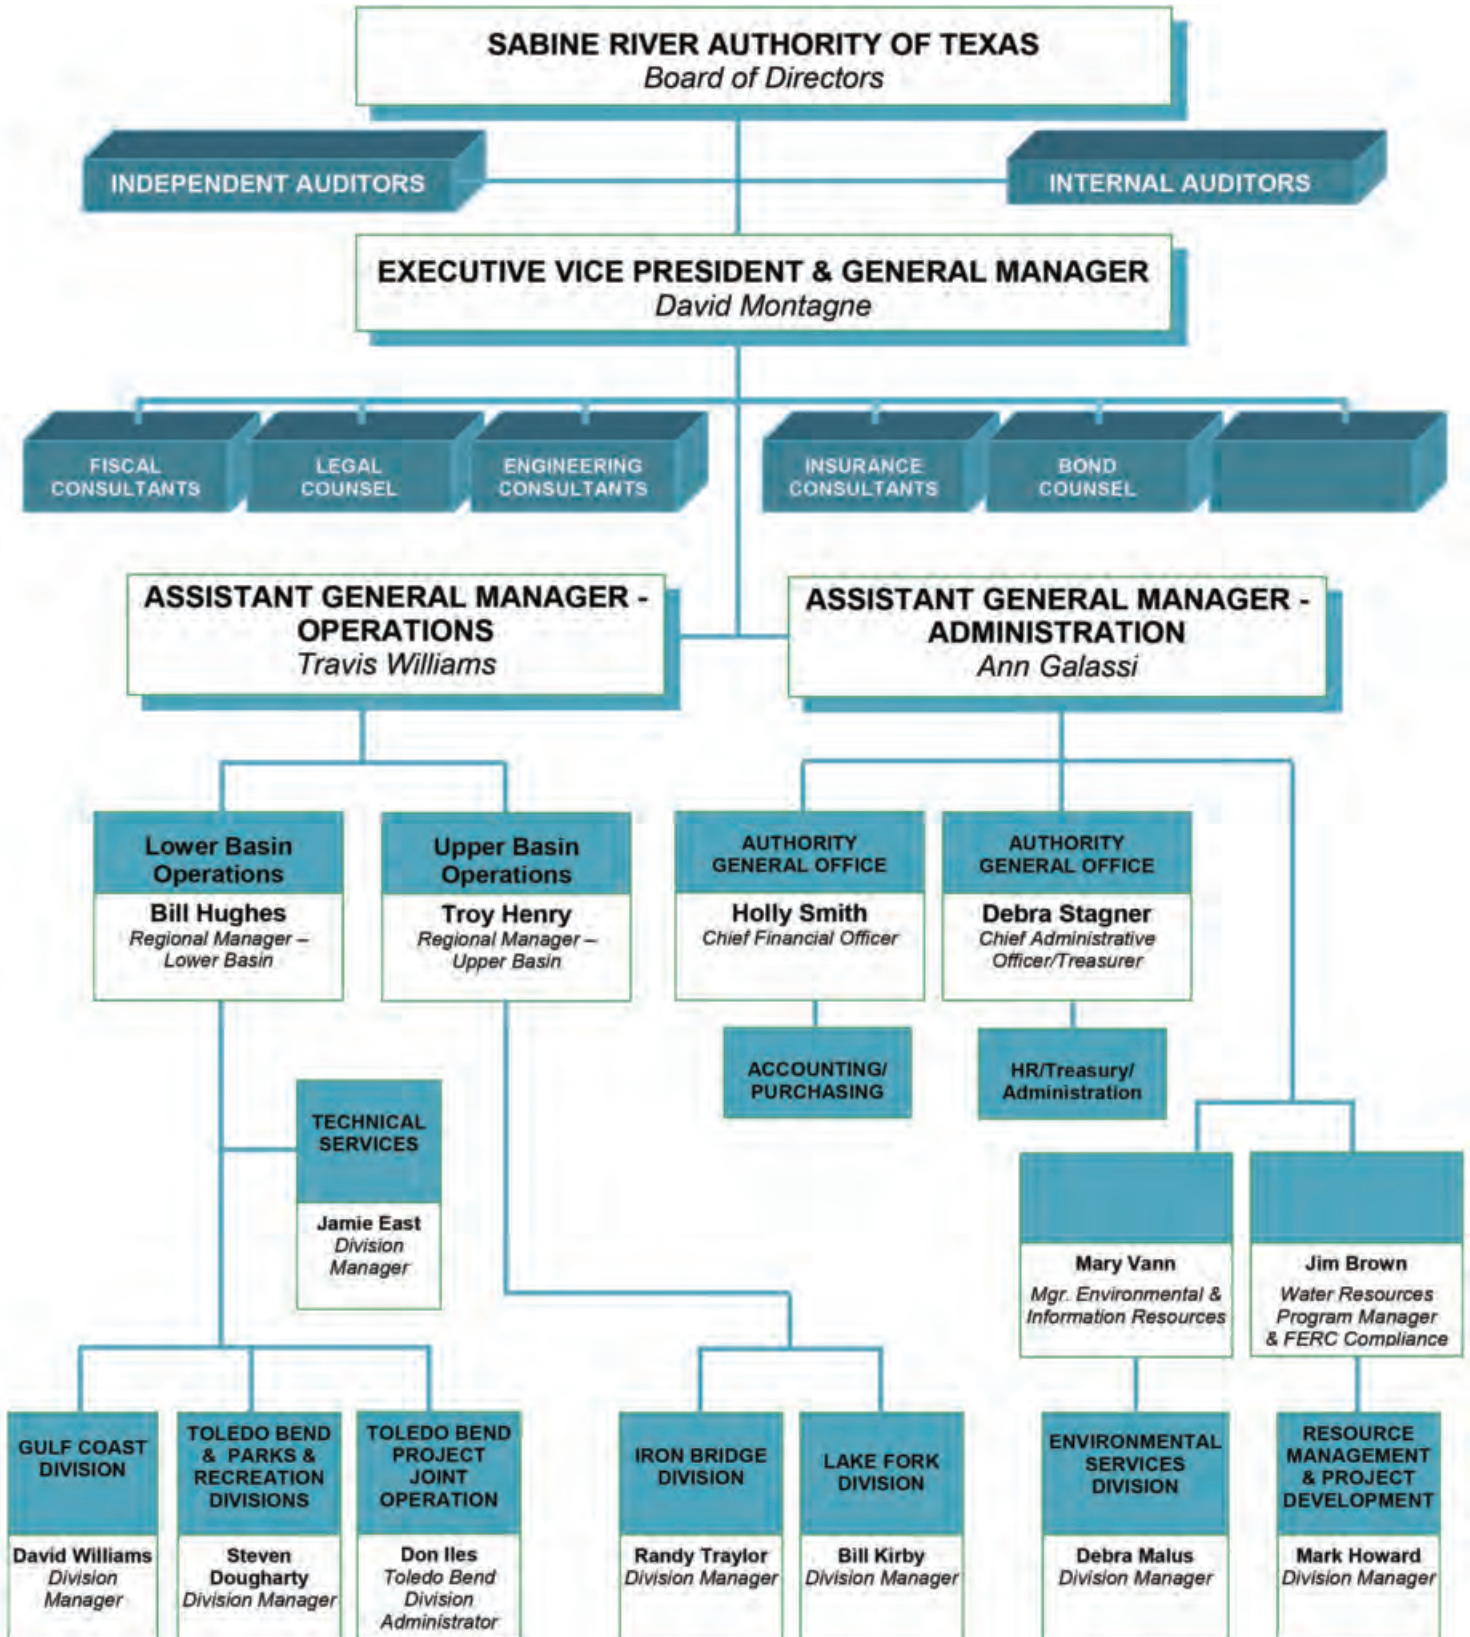 SABINE RIVER AUTHORITY OF TEXAS
Board of Directors
INDEPENDENT AUDITORS
INTERNAL AUDITORS
EXECUTIVE VICE PRESIDENT & GENERAL MANAGER
David Montagne
FISCAL
CONSULTANTS
LEGAL
COUNSEL
ENGINEERING
CONSULTANTS
INSURANCE
CONSULTANTS
BOND
COUNSEL
ASSISTANT GENERAL MANAGER -
OPERATIONS
Travis Williams
ASSISTANT GENERAL MANAGER -
ADMINISTRATION
Ann Galassi
Lower Basin
Operations
Bill Hughes
Regional Manager –
Lower Basin
Upper Basin
Operations
Troy Henry
Regional Manager –
Upper Basin
AUTHORITY
GENERAL OFFICE
Holly Smith
Chief Financial Officer
AUTHORITY
GENERAL OFFICE
Debra Stagner
Chief Administrative
Officer/Treasurer
ACCOUNTING/
PURCHASING
HR/Treasury/
Administration
TECHNICAL
SERVICES
Jamie East
Division
Manager
Mary Vann
Mgr. Environmental &
Information Resources
Jim Brown
Water Resources
Program Manager
& FERC Compliance
GULF COAST
DIVISION
David Williams
Division
Manager
TOLEDO BEND
& PARKS &
RECREATION
DIVISIONS
Steven
Dougharty
Division Manager
TOLEDO BEND
PROJECT
JOINT
OPERATION
Don Iles
Toledo Bend
Division
Administrator
IRON BRIDGE
DIVISION
Randy Traylor
Division Manager
LAKE FORK
DIVISION
Bill Kirby
Division Manager
ENVIRONMENTAL
SERVICES
DIVISION
Debra Malus
Division Manager
RESOURCE
MANAGEMENT
& PROJECT
DEVELOPMENT
Mark Howard
Division Manager